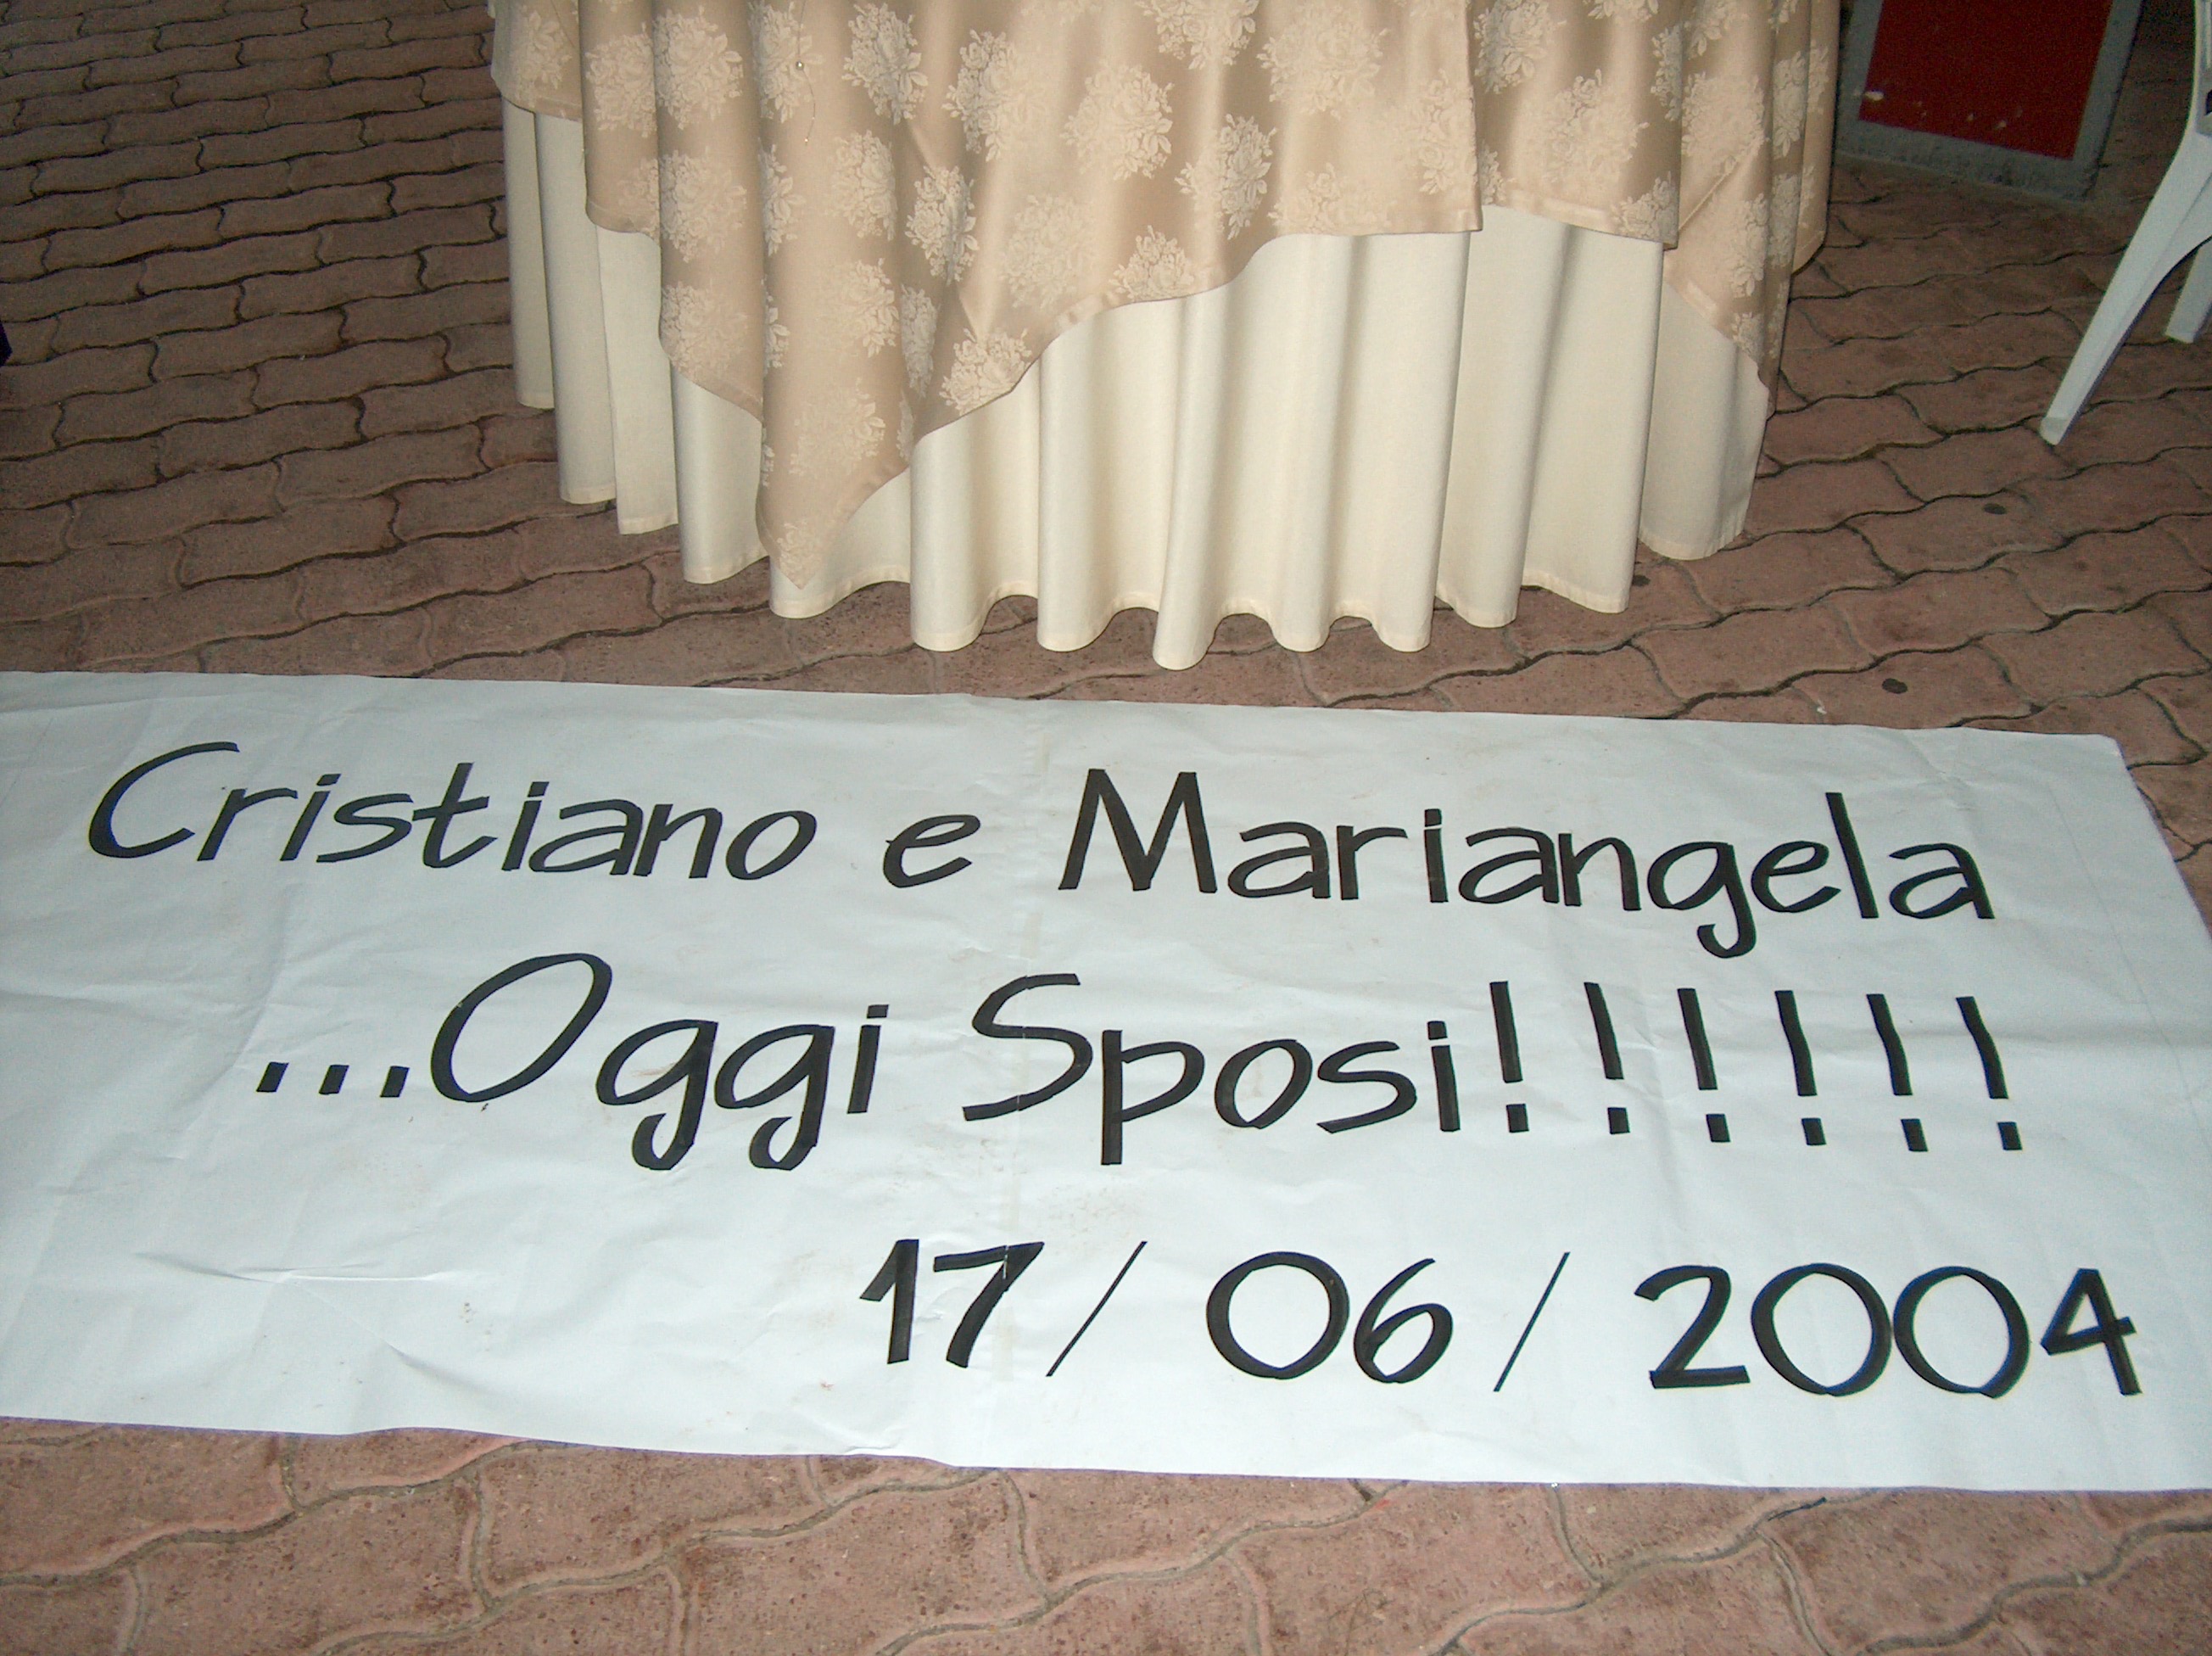 Cristiano e Mariangela
...Oggi Sposi!!!!!!
17/06/2004